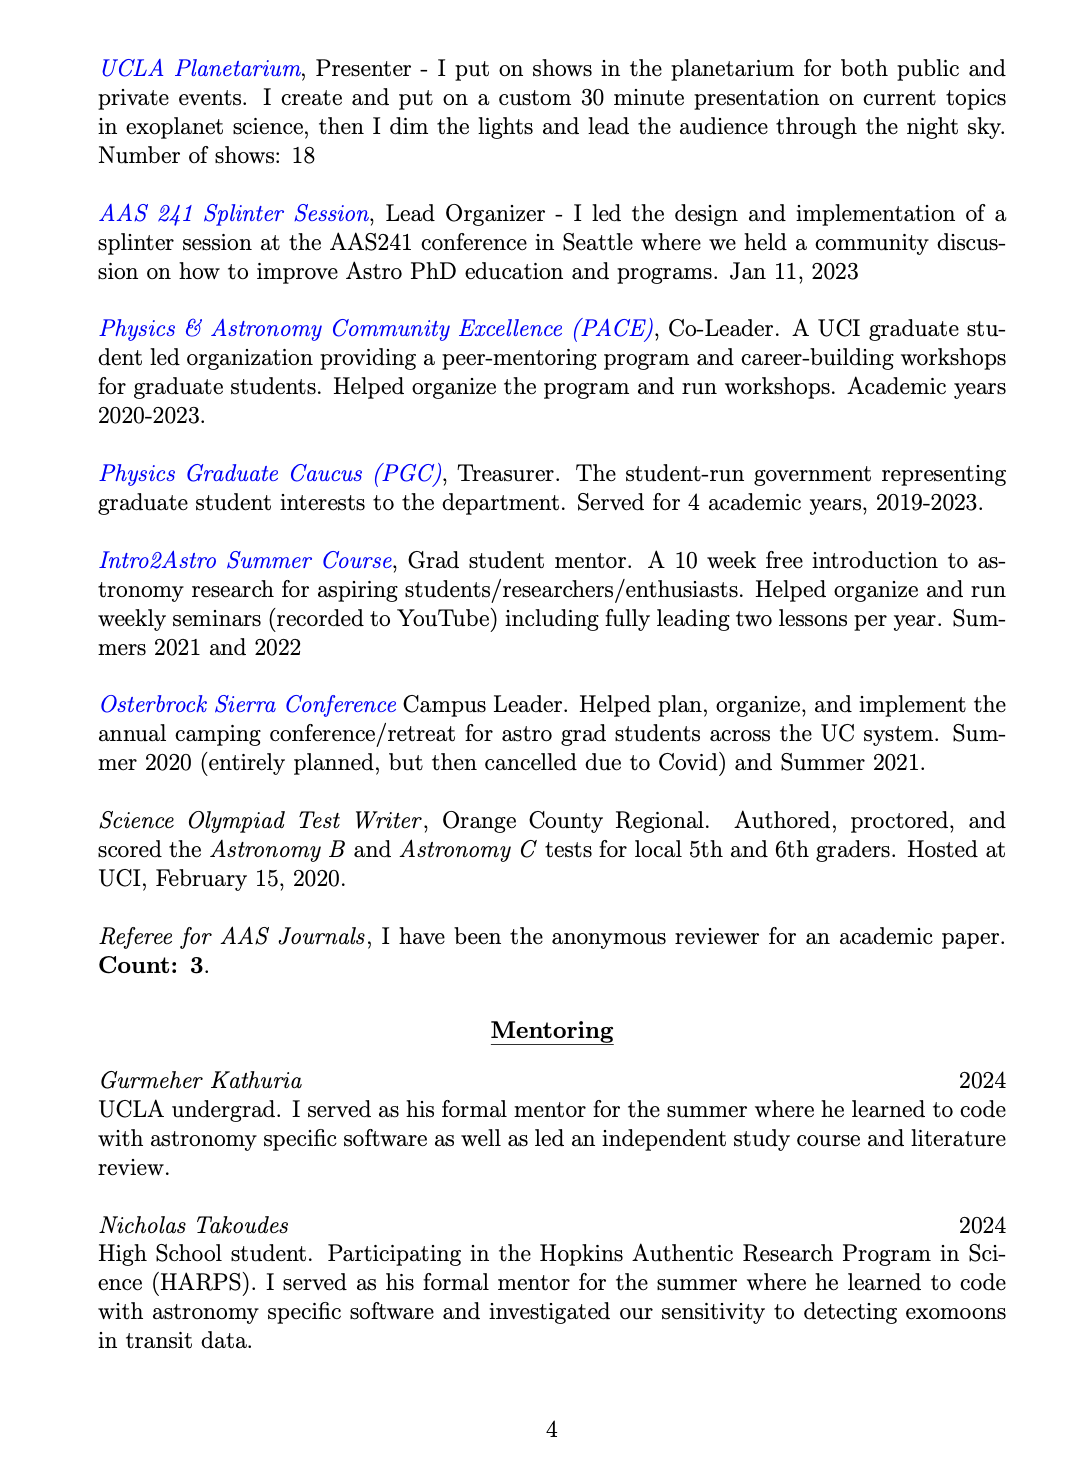 UCLA Planetarium, Presenter - I put on shows in the planetarium for both public and
private events. I create and put on a custom 30 minute presentation on current topics
in exoplanet science, then I dim the lights and lead the audience through the night sky.
Number of shows: 18
AAS 241 Splinter Session, Lead Organizer - I led the design and implementation of a
splinter session at the AAS241 conference in Seattle where we held a community discus-
sion on how to improve Astro PhD education and programs. Jan 11, 2023
Physics & Astronomy Community Excellence (PACE), Co-Leader. A UCI graduate stu-
dent led organization providing a peer-mentoring program and career-building workshops
for graduate students. Helped organize the program and run workshops. Academic years
2020-2023.
Physics Graduate Caucus (PGC), Treasurer. The student-run government representing
graduate student interests to the department. Served for 4 academic years, 2019-2023.
Intro2Astro Summer Course, Grad student mentor. A 10 week free introduction to as-
tronomy research for aspiring students/researchers/enthusiasts. Helped organize and run
weekly seminars (recorded to YouTube) including fully leading two lessons per year. Sum-
mers 2021 and 2022
Osterbrock Sierra Conference Campus Leader. Helped plan, organize, and implement the
annual camping conference/retreat for astro grad students across the UC system. Sum-
mer 2020 (entirely planned, but then cancelled due to Covid) and Summer 2021.
Science Olympiad Test Writer, Orange County Regional. Authored, proctored, and
scored the Astronomy B and Astronomy C tests for local 5th and 6th graders. Hosted at
UCI, February 15, 2020.
Referee for AAS Journals, I have been the anonymous reviewer for an academic paper.
Count: 3.
Mentoring
Gurmeher Kathuria 2024
UCLA undergrad. I served as his formal mentor for the summer where he learned to code
with astronomy specific software as well as led an independent study course and literature
review.
Nicholas Takoudes 2024
High School student. Participating in the Hopkins Authentic Research Program in Sci-
ence (HARPS). I served as his formal mentor for the summer where he learned to code
with astronomy specific software and investigated our sensitivity to detecting exomoons
in transit data.
4